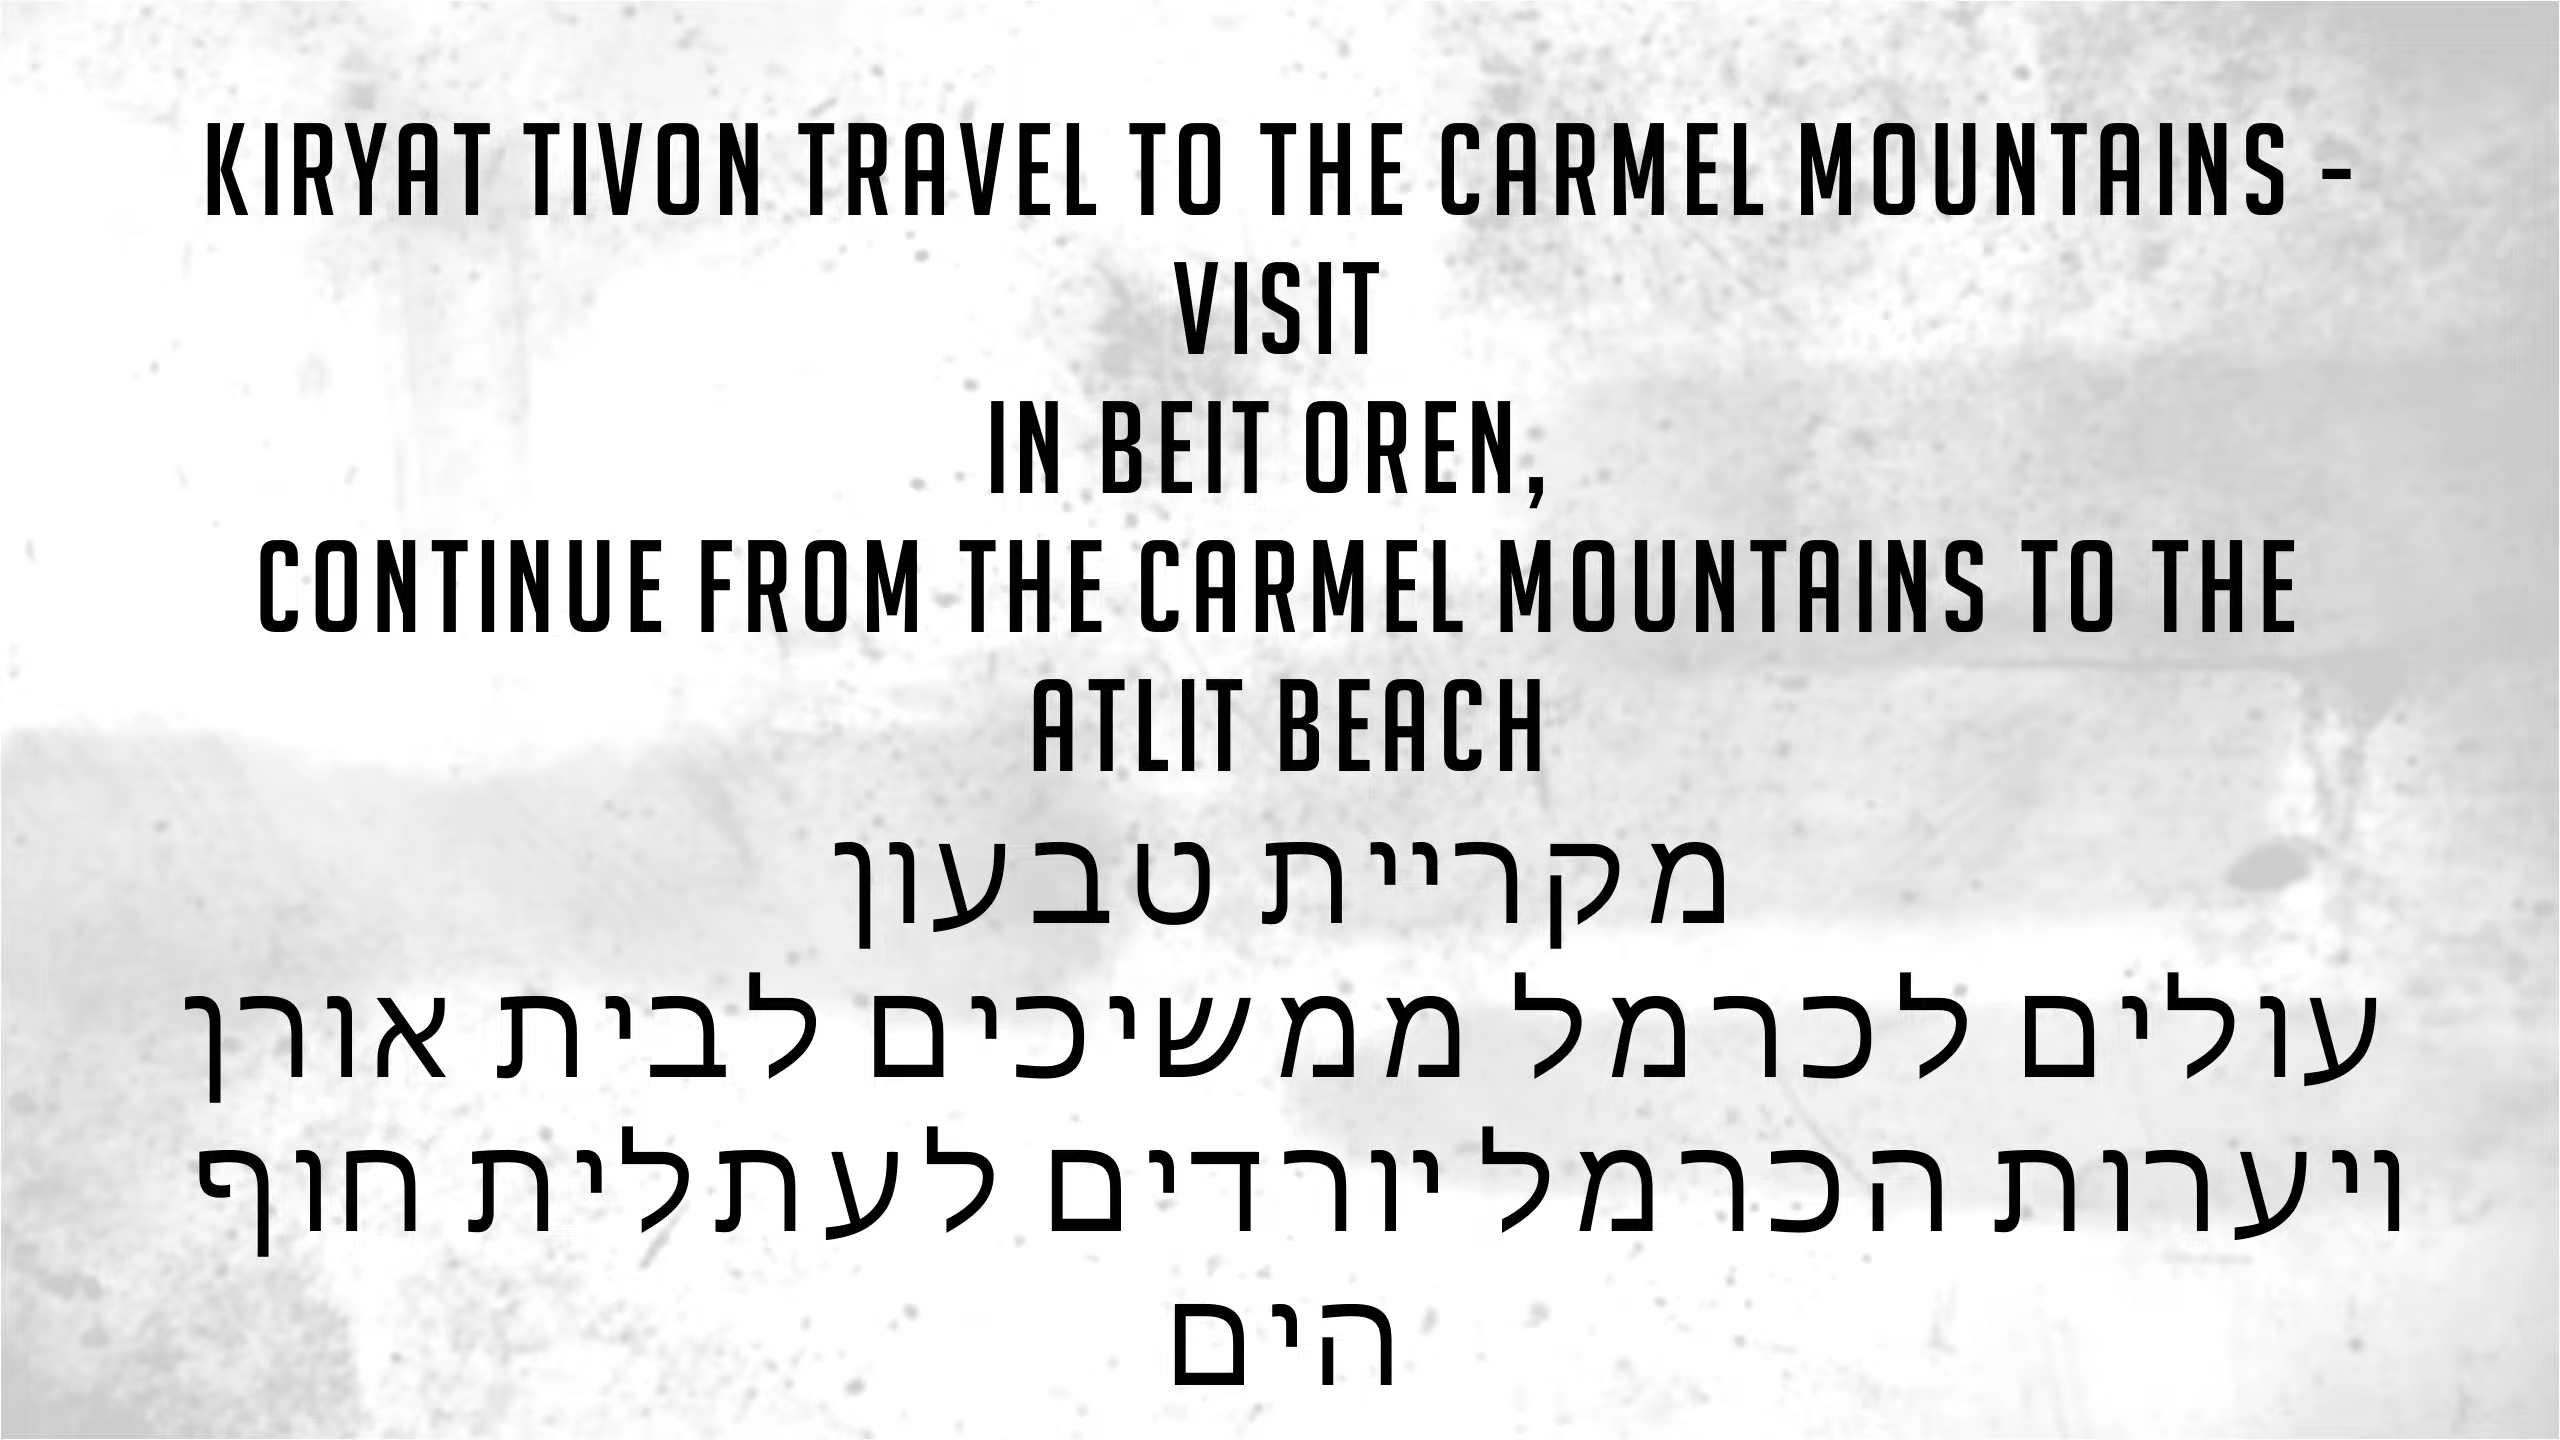 KIRYAT TIVON TRAVEL TO THE CARMEL MOUNTAINS -
VISIT
IN BEIT OREN,
CONTINUE FROM THE CARMEL MOUNTAINS TO THE
ATLIT BEACH
מקריית טבעון
עולים לכרמל ממשיכים לבית אורן
ויערות הכרמל יורדים לעתלית חוף
הים